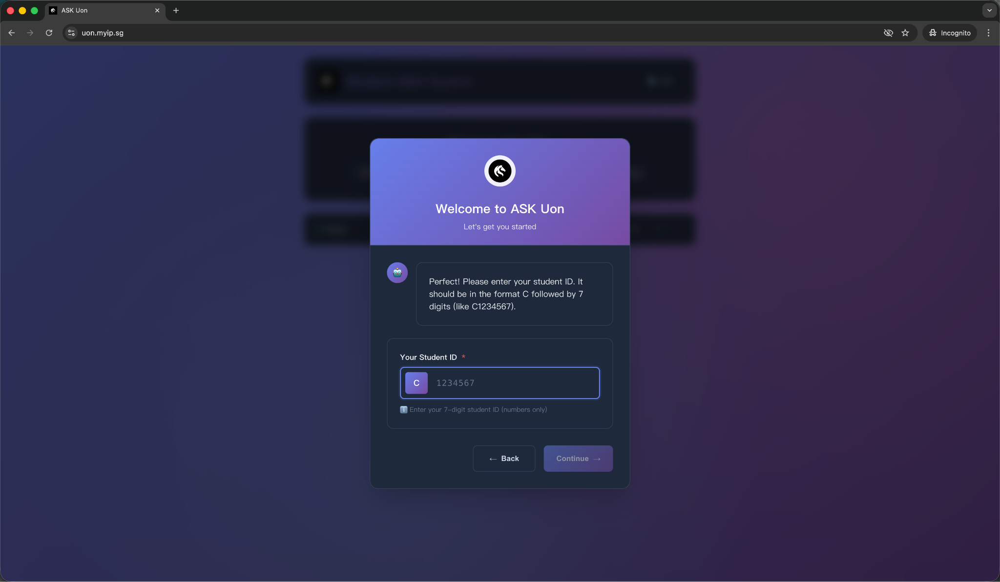 ASK Uon
uon.myip.sg
Incognito
Welcome to ASK Uon
Let's get you started
Perfect! Please enter your student ID. It
should be in the format C followed by 7
digits (like C1234567).
Your Student ID *
C 1234567
Enter your 7-digit student ID (numbers only)
← Back
Continue →